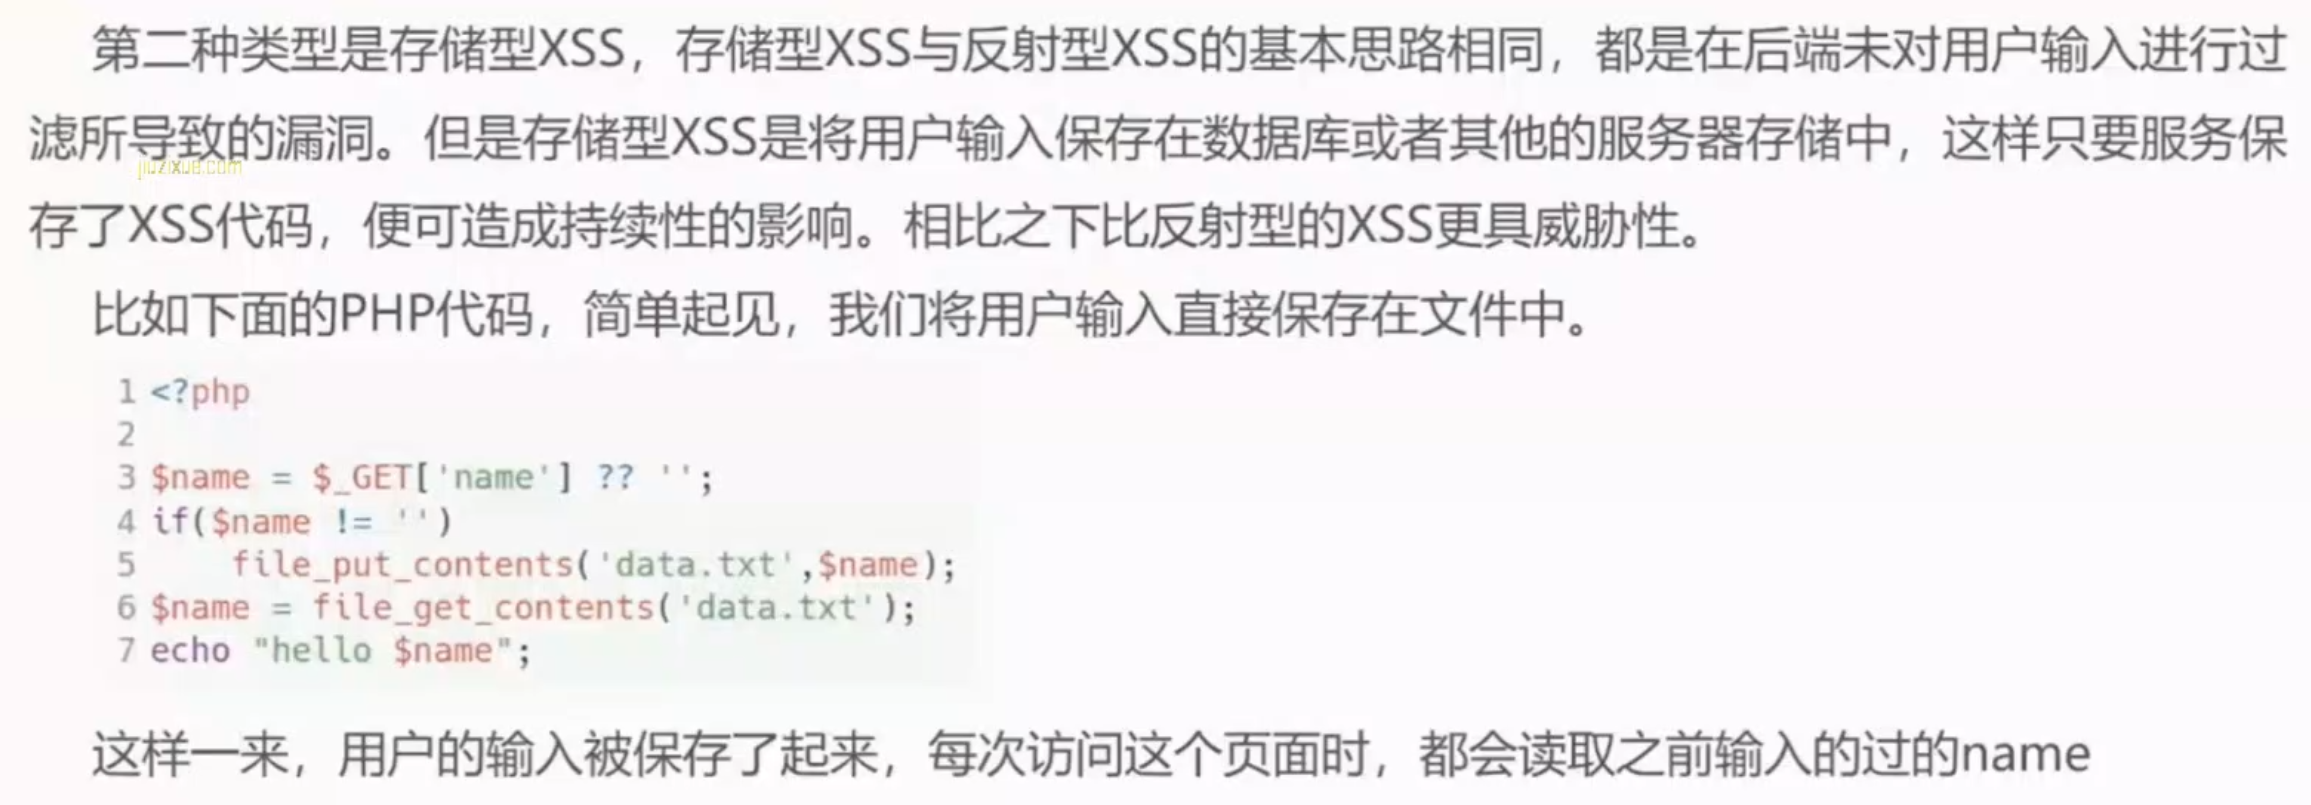 第二种类型是存储型XSS，存储型XSS与反射型XSS的基本思路相同，都是在后端未对用户输入进行过
滤所导致的漏洞。但是存储型XSS是将用户输入保存在数据库或者其他的服务器存储中，这样只要服务保
jiuzixue.com
存了XSS代码，便可造成持续性的影响。相比之下比反射型的XSS更具威胁性。
比如下面的PHP代码，简单起见，我们将用户输入直接保存在文件中。
1 <?php
2
3 $name = $_GET['name'] ?? '';
4 if($name != '')
5     file_put_contents('data.txt',$name);
6 $name = file_get_contents('data.txt');
7 echo "hello $name";
这样一来，用户的输入被保存了起来，每次访问这个页面时，都会读取之前输入的过的name